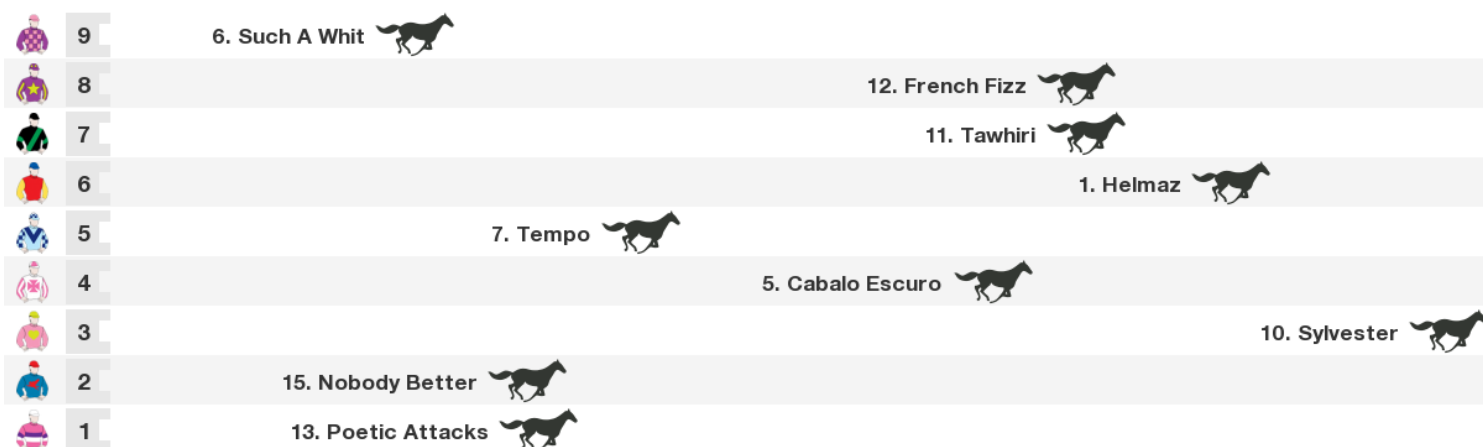 9 6. Such A Whit
8 12. French Fizz
7 11. Tawhiri
6 1. Helmaz
5 7. Tempo
4 5. Cabalo Escuro
3 10. Sylvester
2 15. Nobody Better
1 13. Poetic Attacks